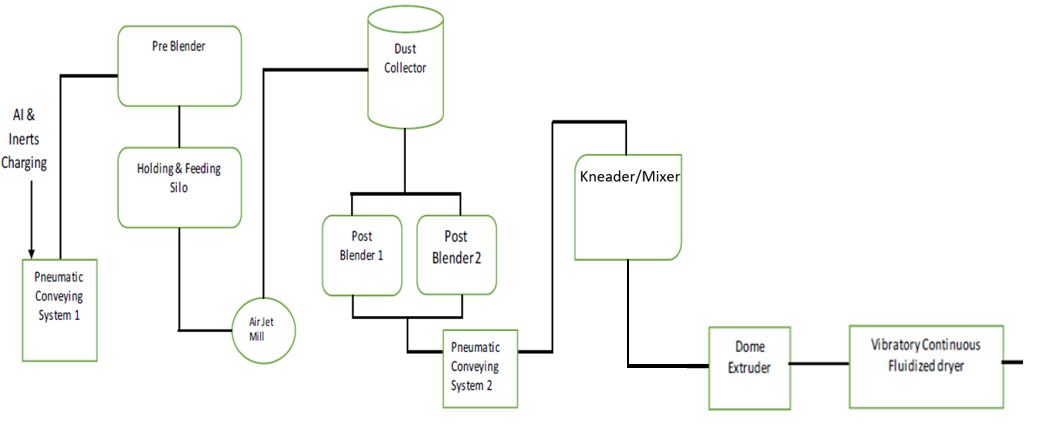 Pre Blender
Dust
Collector
AI &
Inerts
Charging
Holding & Feeding
Silo
Kneader/Mixer
Post
Blender 1
Post
Blender 2
Pneumatic
Conveying
System 1
Air Jet
Mill
Pneumatic
Conveying
System 2
Dome
Extruder
Vibratory Continuous
Fluidized dryer